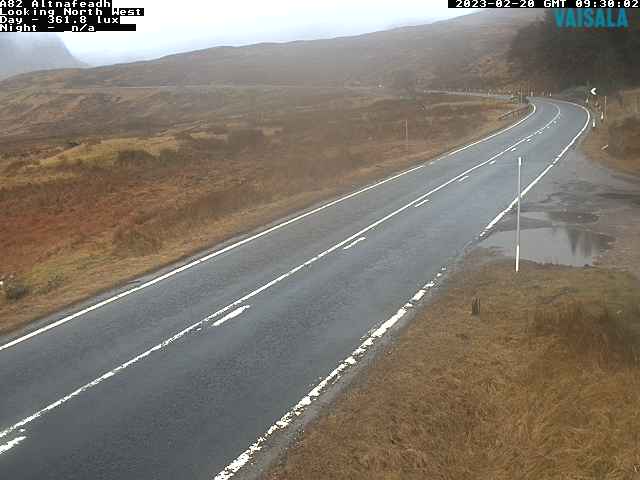 A82 Altnafeadh
Looking North West
Day - 361.8 lux
Night - n/a
2023-02-20 GMT 09:30:02
VAISALA